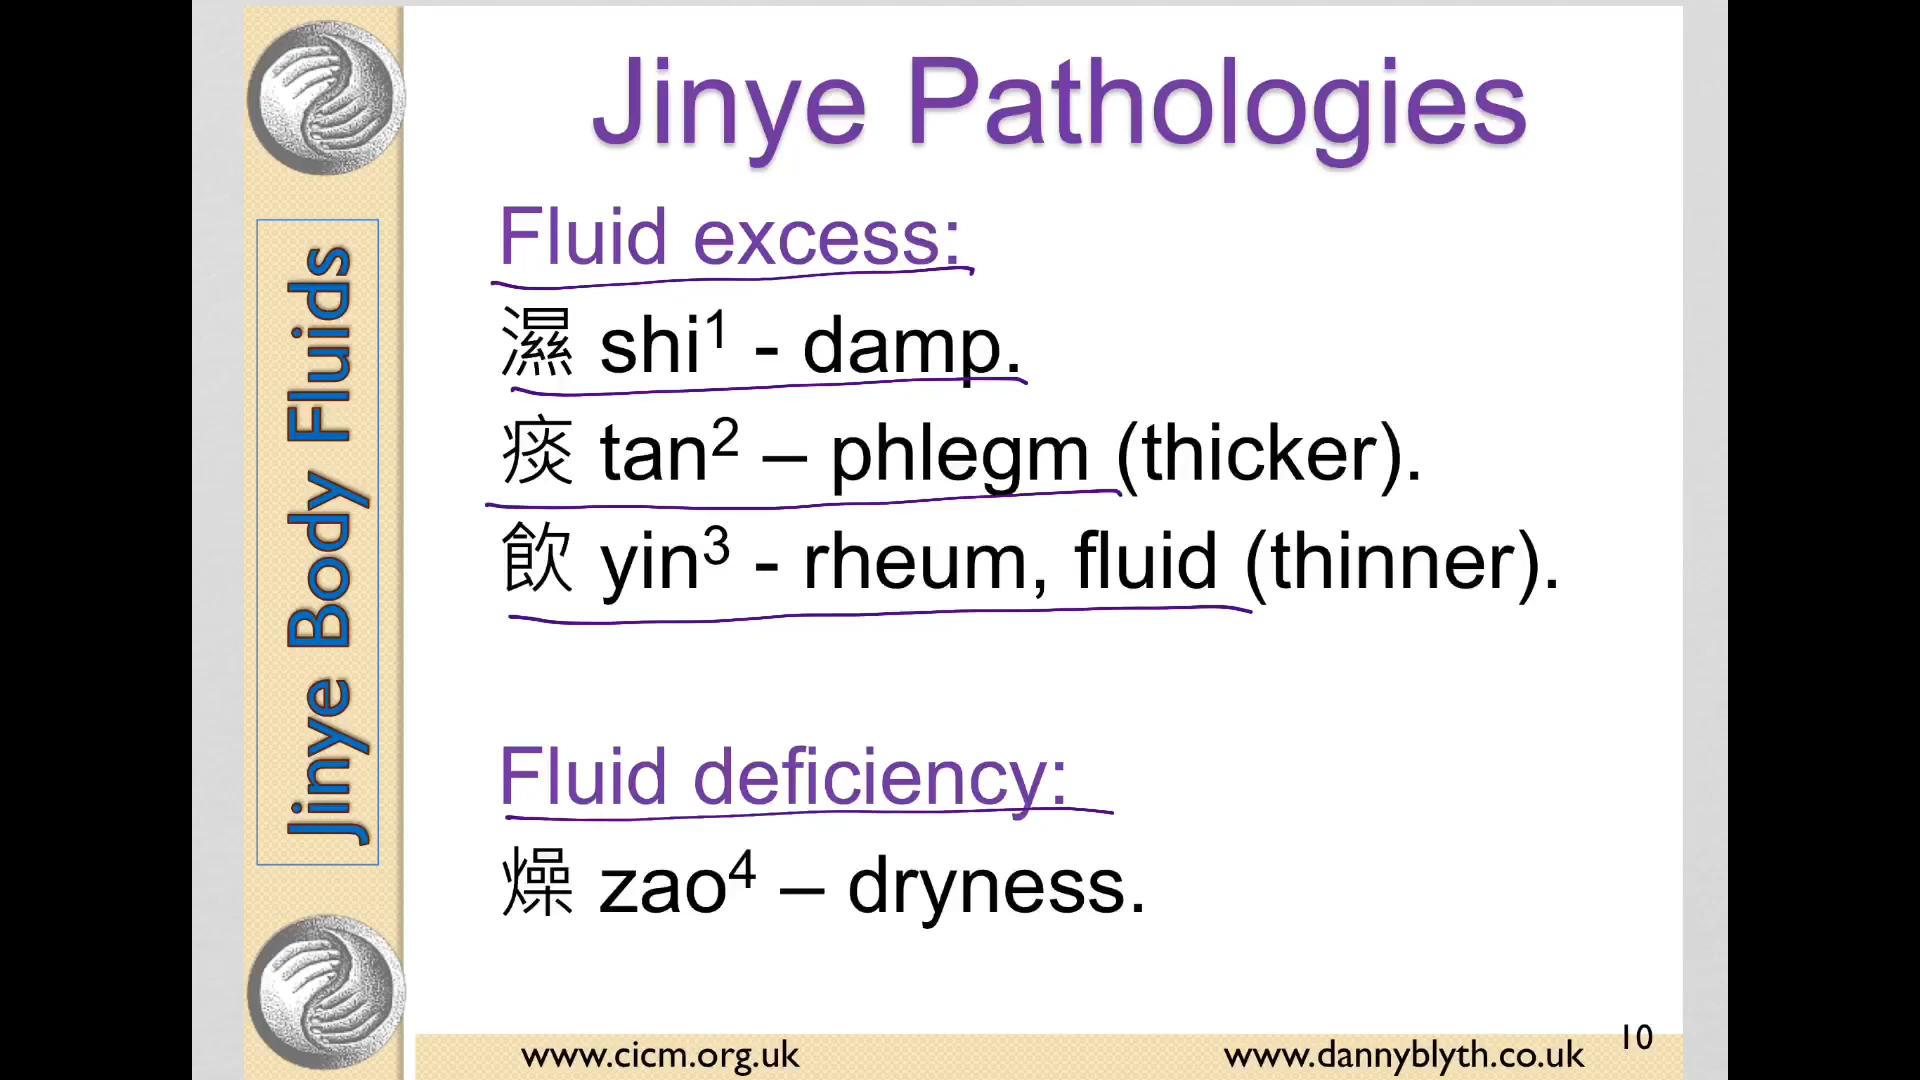 Jinye Pathologies
Fluid excess:
濕 shi¹ - damp.
痰 tan² – phlegm (thicker).
飲 yin³ - rheum, fluid (thinner).
Fluid deficiency:
燥 zao⁴ – dryness.
Jinye Body Fluids
www.cicm.org.uk
www.dannyblyth.co.uk
10